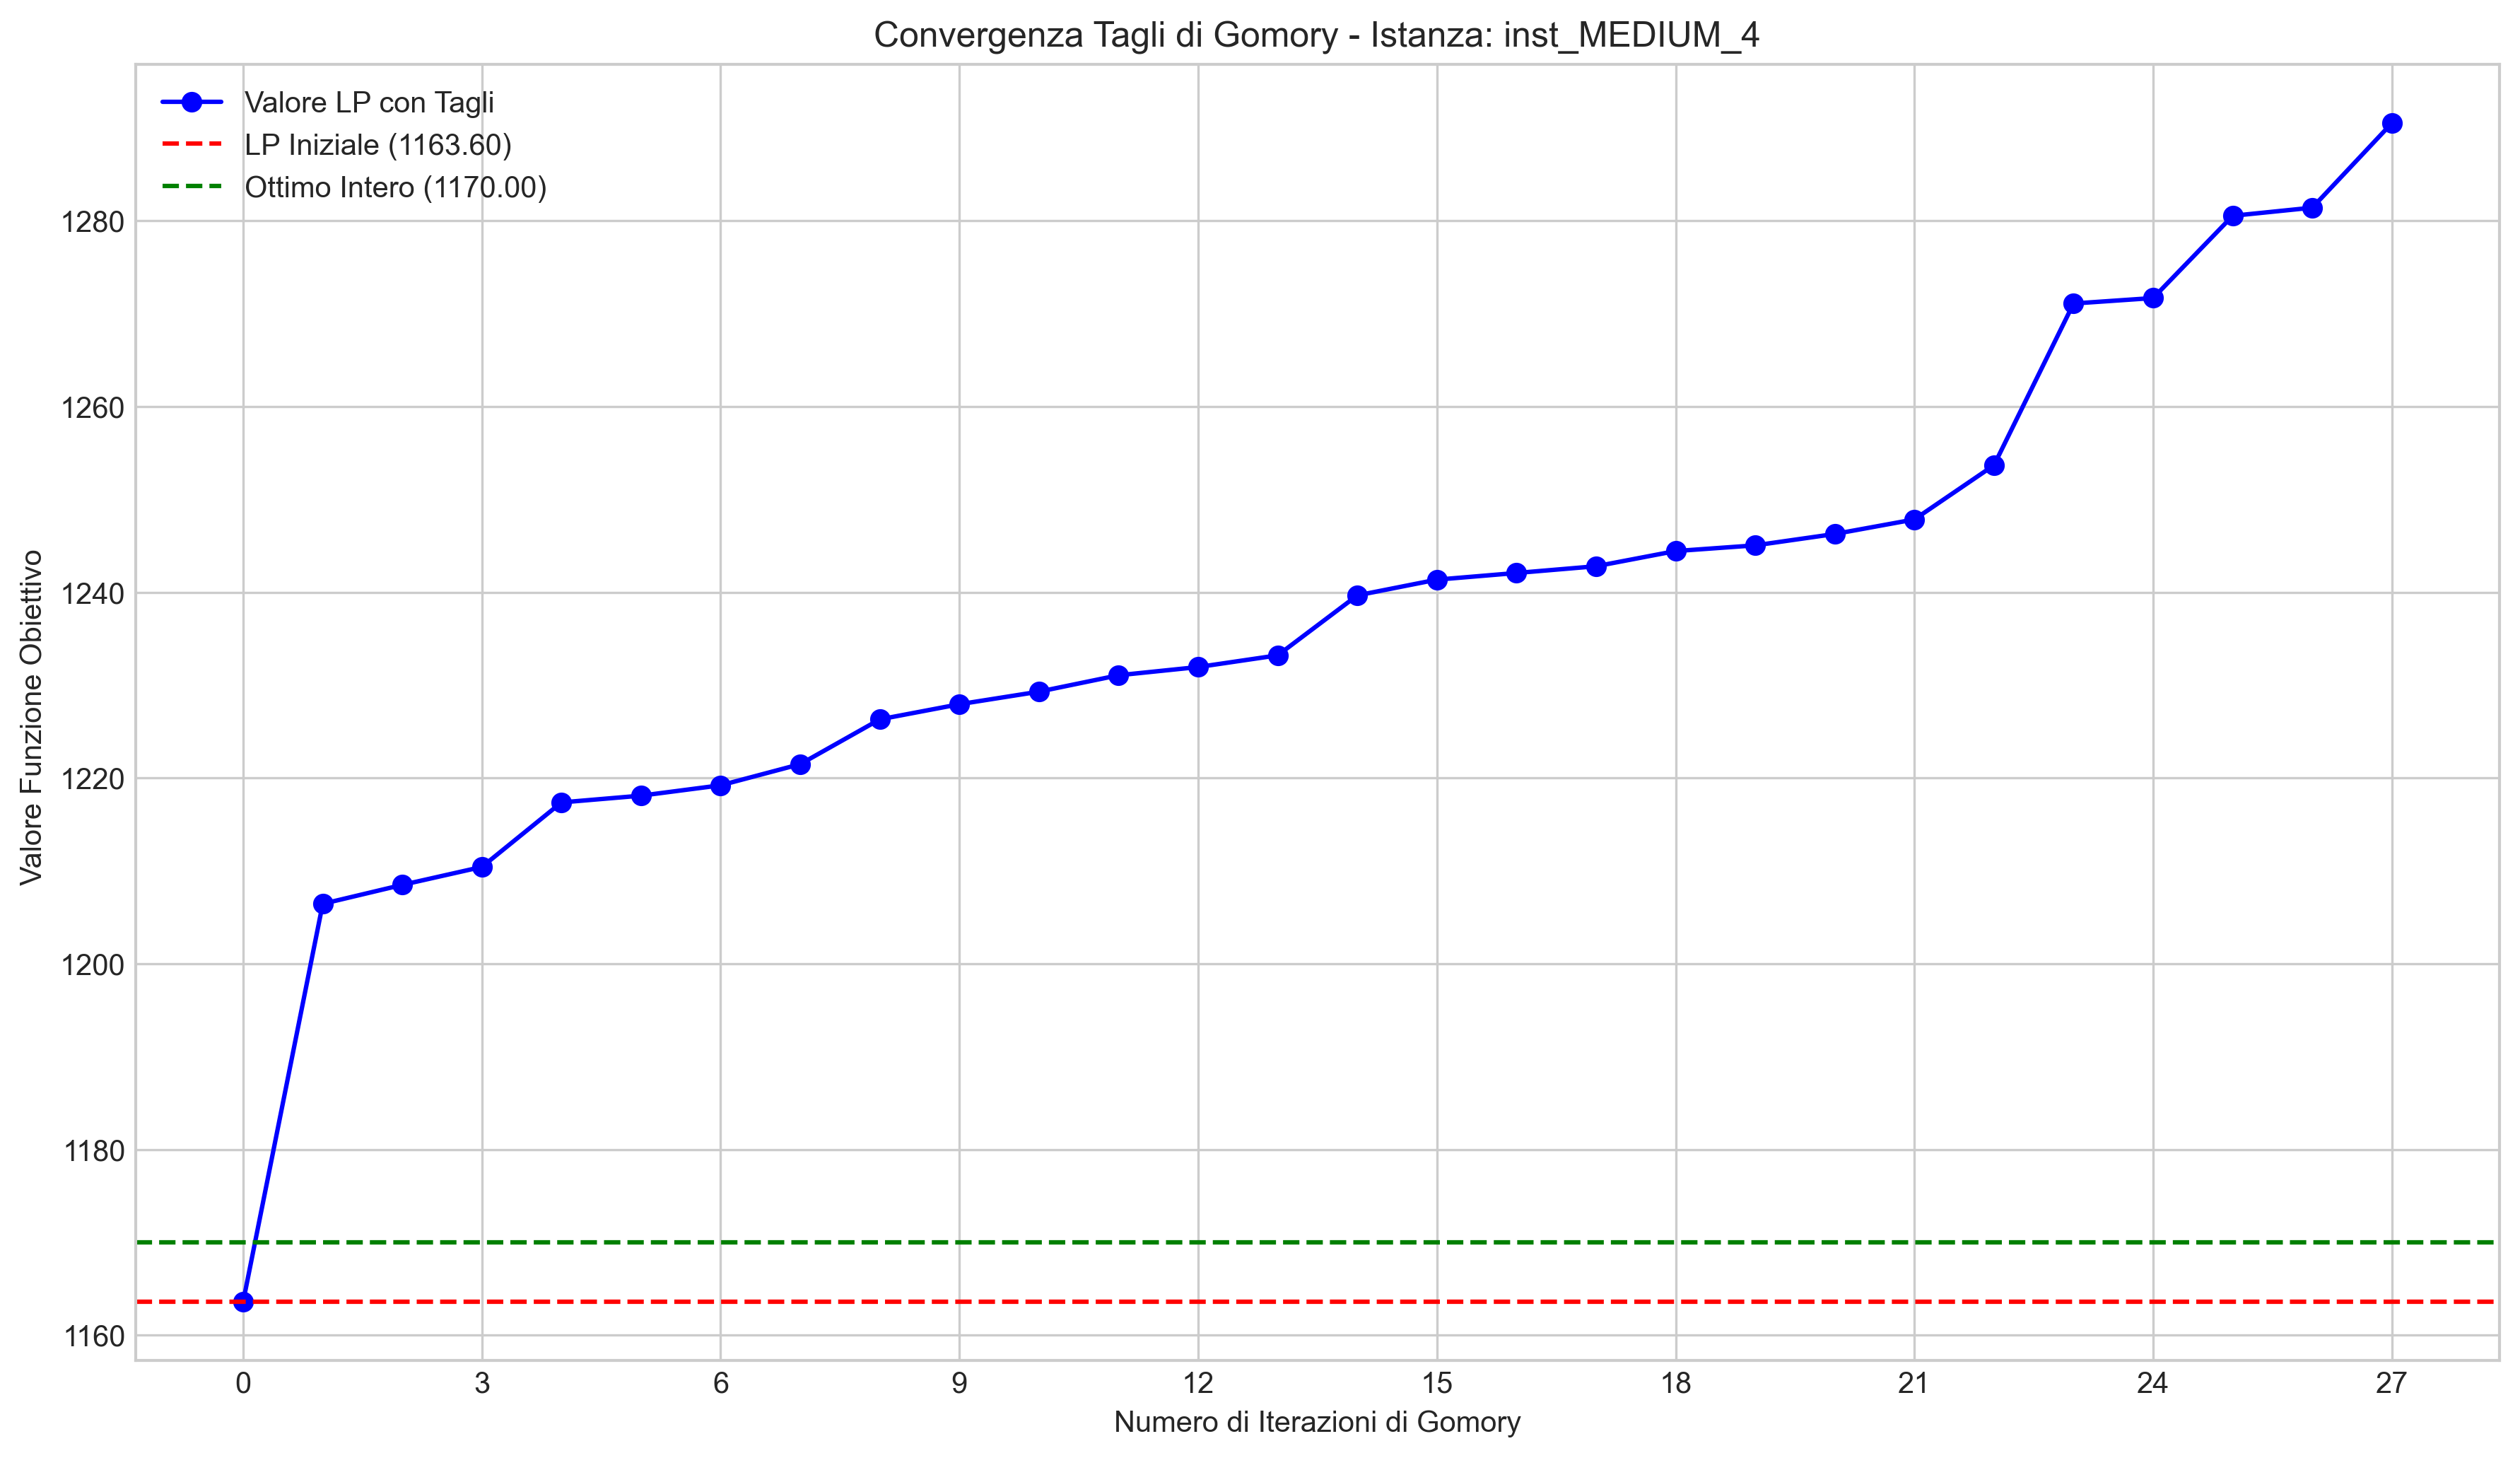 Convergenza Tagli di Gomory - Istanza: inst_MEDIUM_4
Valore LP con Tagli
LP Iniziale (1163.60)
Ottimo Intero (1170.00)
Valore Funzione Obiettivo
1280
1260
1240
1220
1200
1180
1160
0 3 6 9 12 15 18 21 24 27
Numero di Iterazioni di Gomory